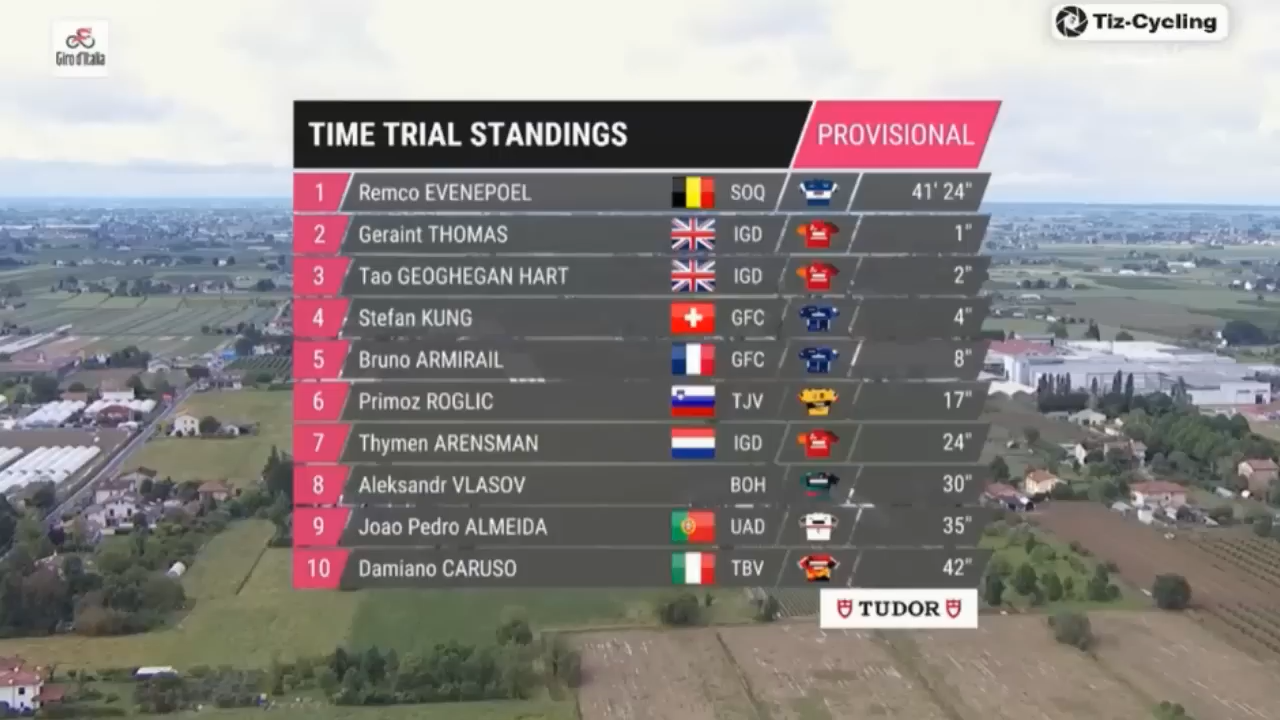 Giro d'Italia
Tiz-Cycling
TIME TRIAL STANDINGS PROVISIONAL
1 Remco EVENEPOEL SOQ 41' 24"
2 Geraint THOMAS IGD 1"
3 Tao GEOGHEGAN HART IGD 2"
4 Stefan KUNG GFC 4"
5 Bruno ARMIRAIL GFC 8"
6 Primoz ROGLIC TJV 17"
7 Thymen ARENSMAN IGD 24"
8 Aleksandr VLASOV BOH 30"
9 Joao Pedro ALMEIDA UAD 35"
10 Damiano CARUSO TBV 42"
TUDOR